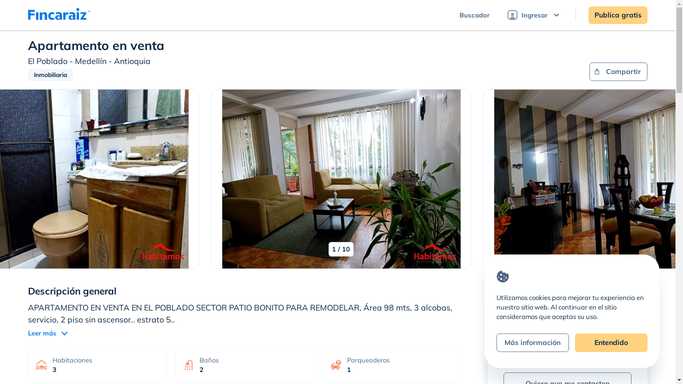 Fincaraiz
Buscador
Ingresar
Publica gratis
Apartamento en venta
El Poblado - Medellín - Antioquia
Inmobiliaria
Compartir
Habitamos
1 / 10
Habitamos
Descripción general
APARTAMENTO EN VENTA EN EL POBLADO SECTOR PATIO BONITO PARA REMODELAR, Área 98 mts, 3 alcobas,
servicio, 2 piso sin ascensor.. estrato 5..
Leer más
Habitaciones
3
Baños
2
Parqueaderos
1
Utilizamos cookies para mejorar tu experiencia en
nuestro sitio web. Al continuar en el sitio
consideramos que aceptas su uso.
Más información
Entendido
Quiero que me contacten